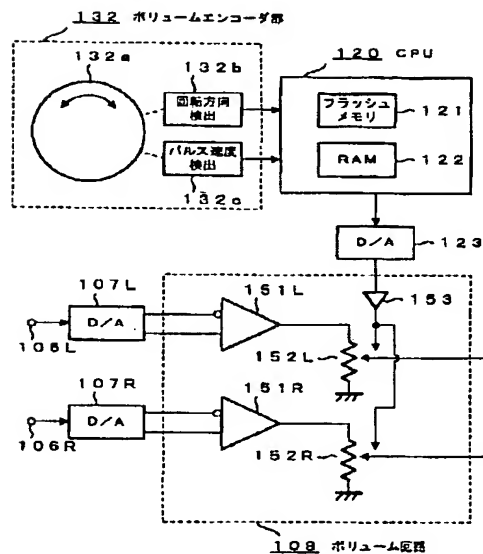 132 ボリュームエンコーダ部
132a
132b
回転方向
検出
パルス速度
検出
132c
120 CPU
フラッシュ
メモリ
121
RAM
122
D/A
123
153
107L
D/A
106L
151L
152L
107R
D/A
106R
151R
152R
108 ボリューム回路